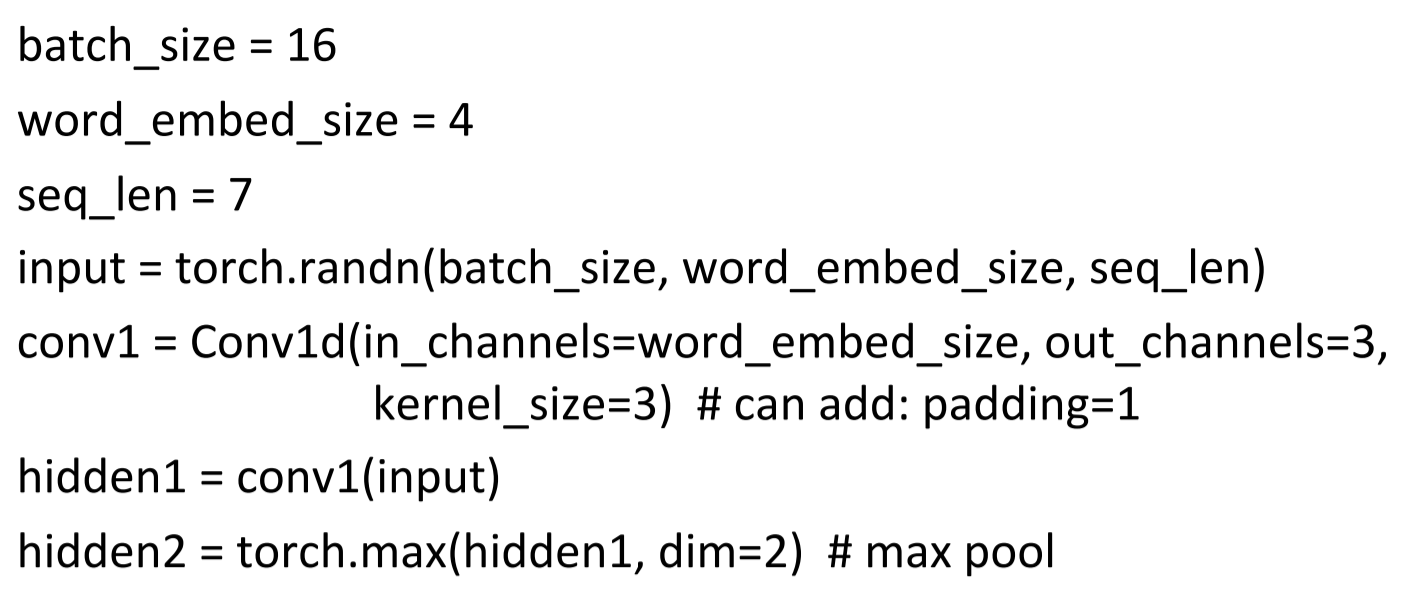 batch_size = 16
word_embed_size = 4
seq_len = 7
input = torch.randn(batch_size, word_embed_size, seq_len)
conv1 = Conv1d(in_channels=word_embed_size, out_channels=3,
kernel_size=3)  # can add: padding=1
hidden1 = conv1(input)
hidden2 = torch.max(hidden1, dim=2)  # max pool